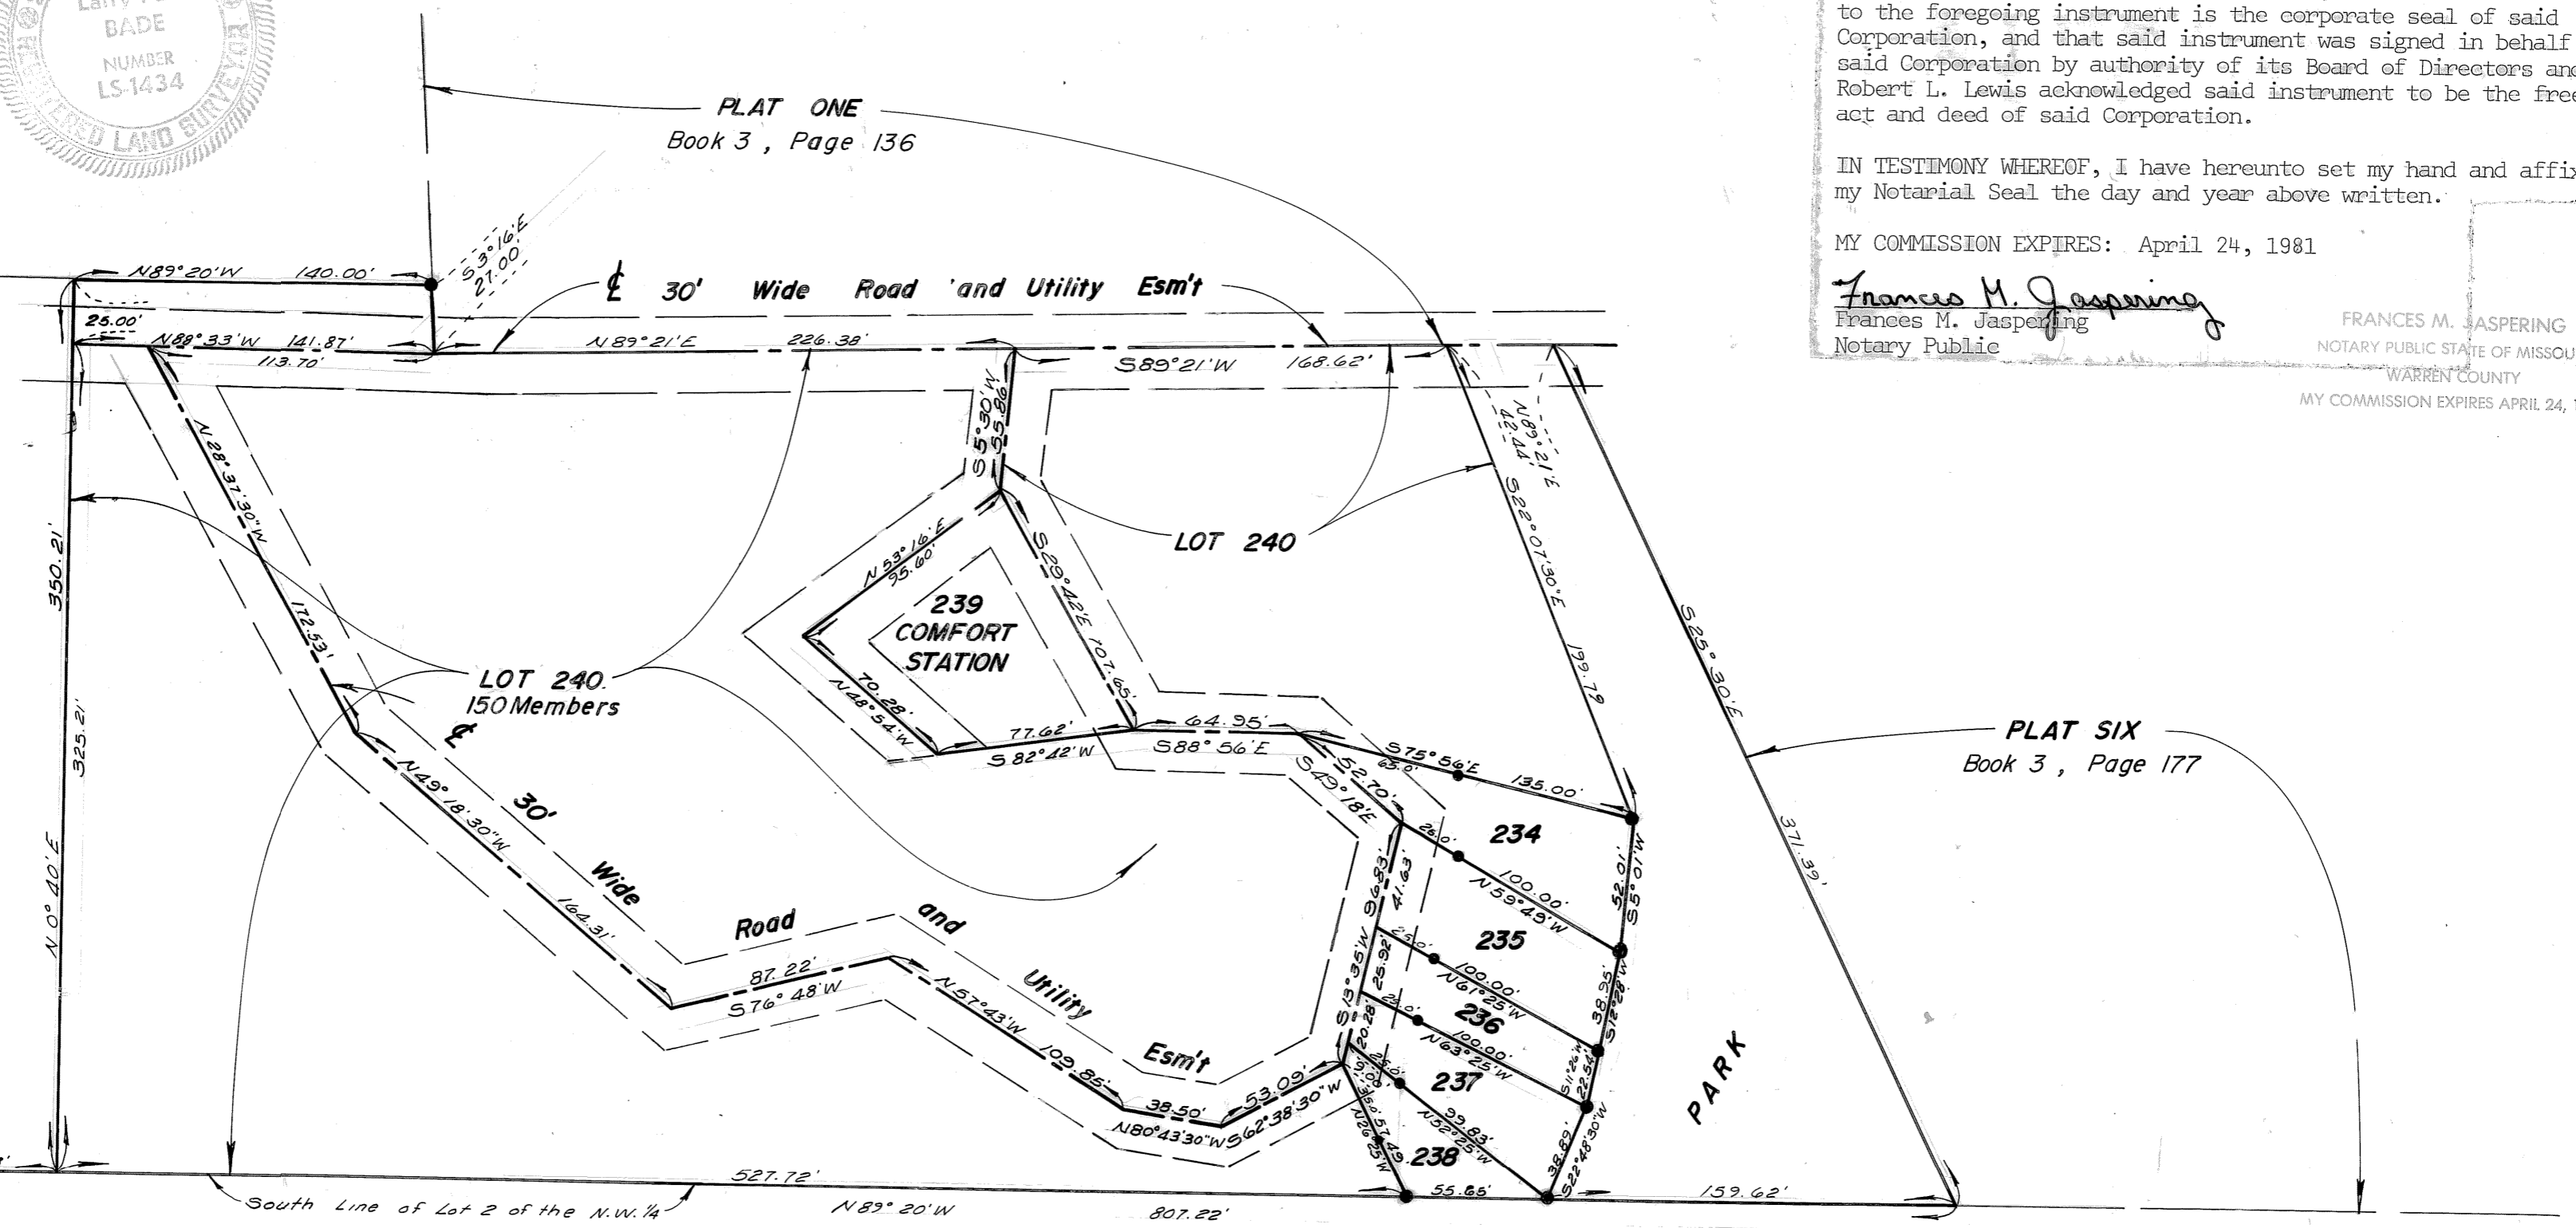 BADE
NUMBER
LS-1434
LAND SURVEYOR
to the foregoing instrument is the corporate seal of said
Corporation, and that said instrument was signed in behalf
said Corporation by authority of its Board of Directors and
Robert L. Lewis acknowledged said instrument to be the free
act and deed of said Corporation.
IN TESTIMONY WHEREOF, I have hereunto set my hand and
my Notarial Seal the day and year above written.
MY COMMISSION EXPIRES: April 24, 1981
Frances M. Jaspering
Frances M. Jaspering
Notary Public
FRANCES M. JASPERING
NOTARY PUBLIC STATE OF
WARREN COUNTY
MY COMMISSION EXPIRES APRIL 24,
PLAT ONE
Book 3 , Page 136
N89°20'W 140.00'
S3°16'E
27.00'
℄ 30' Wide Road and Utility Esm't
25.00'
N88°33'W 141.87'
113.70'
N89°21'E 226.38'
S89°21'W 168.62'
S5°30'W
55.86'
N89°21'E
42.44'
N28°37'30"W
172.53'
S22°07'30"E
199.79
LOT 240
N53°16'E
95.60'
S29°42'E 107.65'
239
COMFORT
STATION
350.21'
325.21'
N0°40'E
LOT 240.
150 Members
70.28'
N48°54'W
77.62'
S82°42'W
64.95'
S88°56'E
S75°56'E
65.0'
135.00'
52.70'
S49°18'E
S25°30'E
371.39'
PLAT SIX
Book 3 , Page 177
℄
30'
Wide
Road
and
Utility
Esm't
N49°18'30"W
164.31'
87.22'
S76°48'W
N57°43'W
109.85'
38.50'
N80°43'30"W
53.09'
S62°38'30"W
234
25.0'
100.00'
N59°49'W
52.01'
S5°01'W
96.83'
S13°35'W
41.63'
235
25.0'
100.00'
N61°25'W
25.92'
38.95'
S12°28'W
236
25.0'
100.00'
N63°25'W
20.28'
22.54'
S11°26'W
237
25.0'
99.83'
N52°25'W
9.00'
38.89'
S22°48'30"W
57.49
N26°25'W
238
PARK
527.72'
55.65'
159.62'
South Line of Lot 2 of the N.W.¼
N89°20'W 807.22'